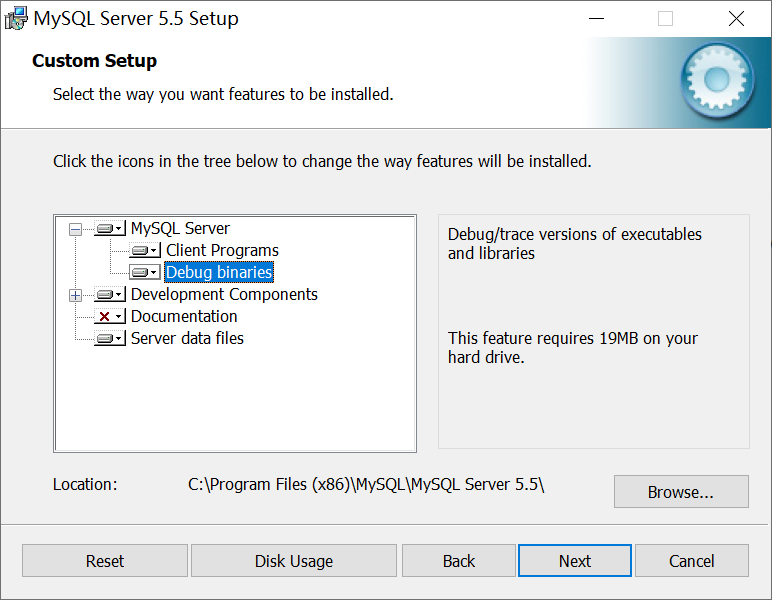 MySQL Server 5.5 Setup
Custom Setup
Select the way you want features to be installed.
Click the icons in the tree below to change the way features will be installed.
MySQL Server
Client Programs
Debug binaries
Development Components
Documentation
Server data files
Debug/trace versions of executables
and libraries
This feature requires 19MB on your
hard drive.
Location:
C:\Program Files (x86)\MySQL\MySQL Server 5.5\
Browse...
Reset
Disk Usage
Back
Next
Cancel